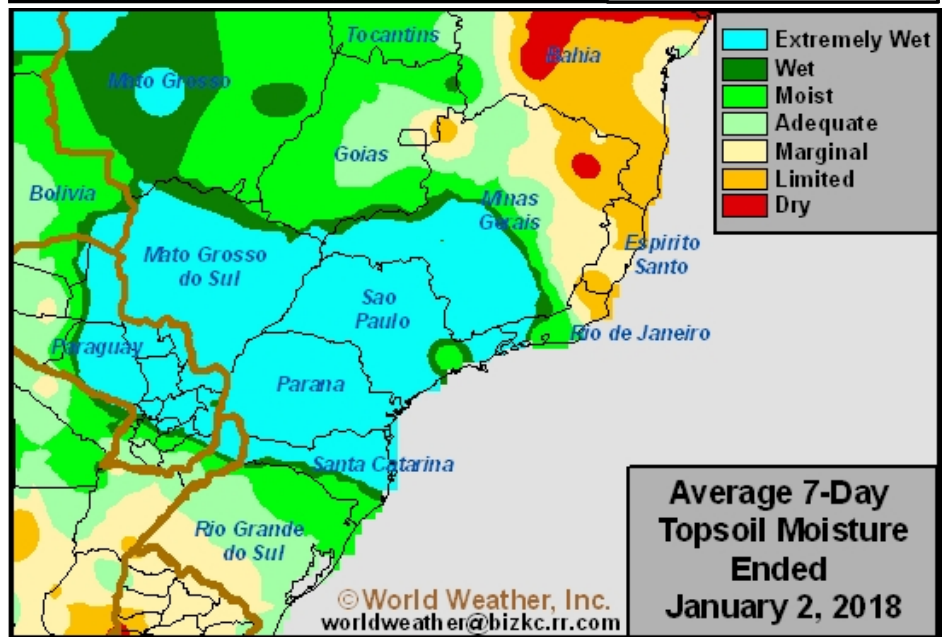 Tocantins
Bahia
Mato Grosso
Goias
Bolivia
Minas
Gerais
Espirito
Santo
Mato Grosso
do Sul
Sao
Paulo
Rio de Janeiro
Paraguay
Parana
Santa Catarina
Rio Grande
do Sul
Extremely Wet
Wet
Moist
Adequate
Marginal
Limited
Dry
Average 7-Day
Topsoil Moisture
Ended
January 2, 2018
©World Weather, Inc.
worldweather@bizkc.rr.com